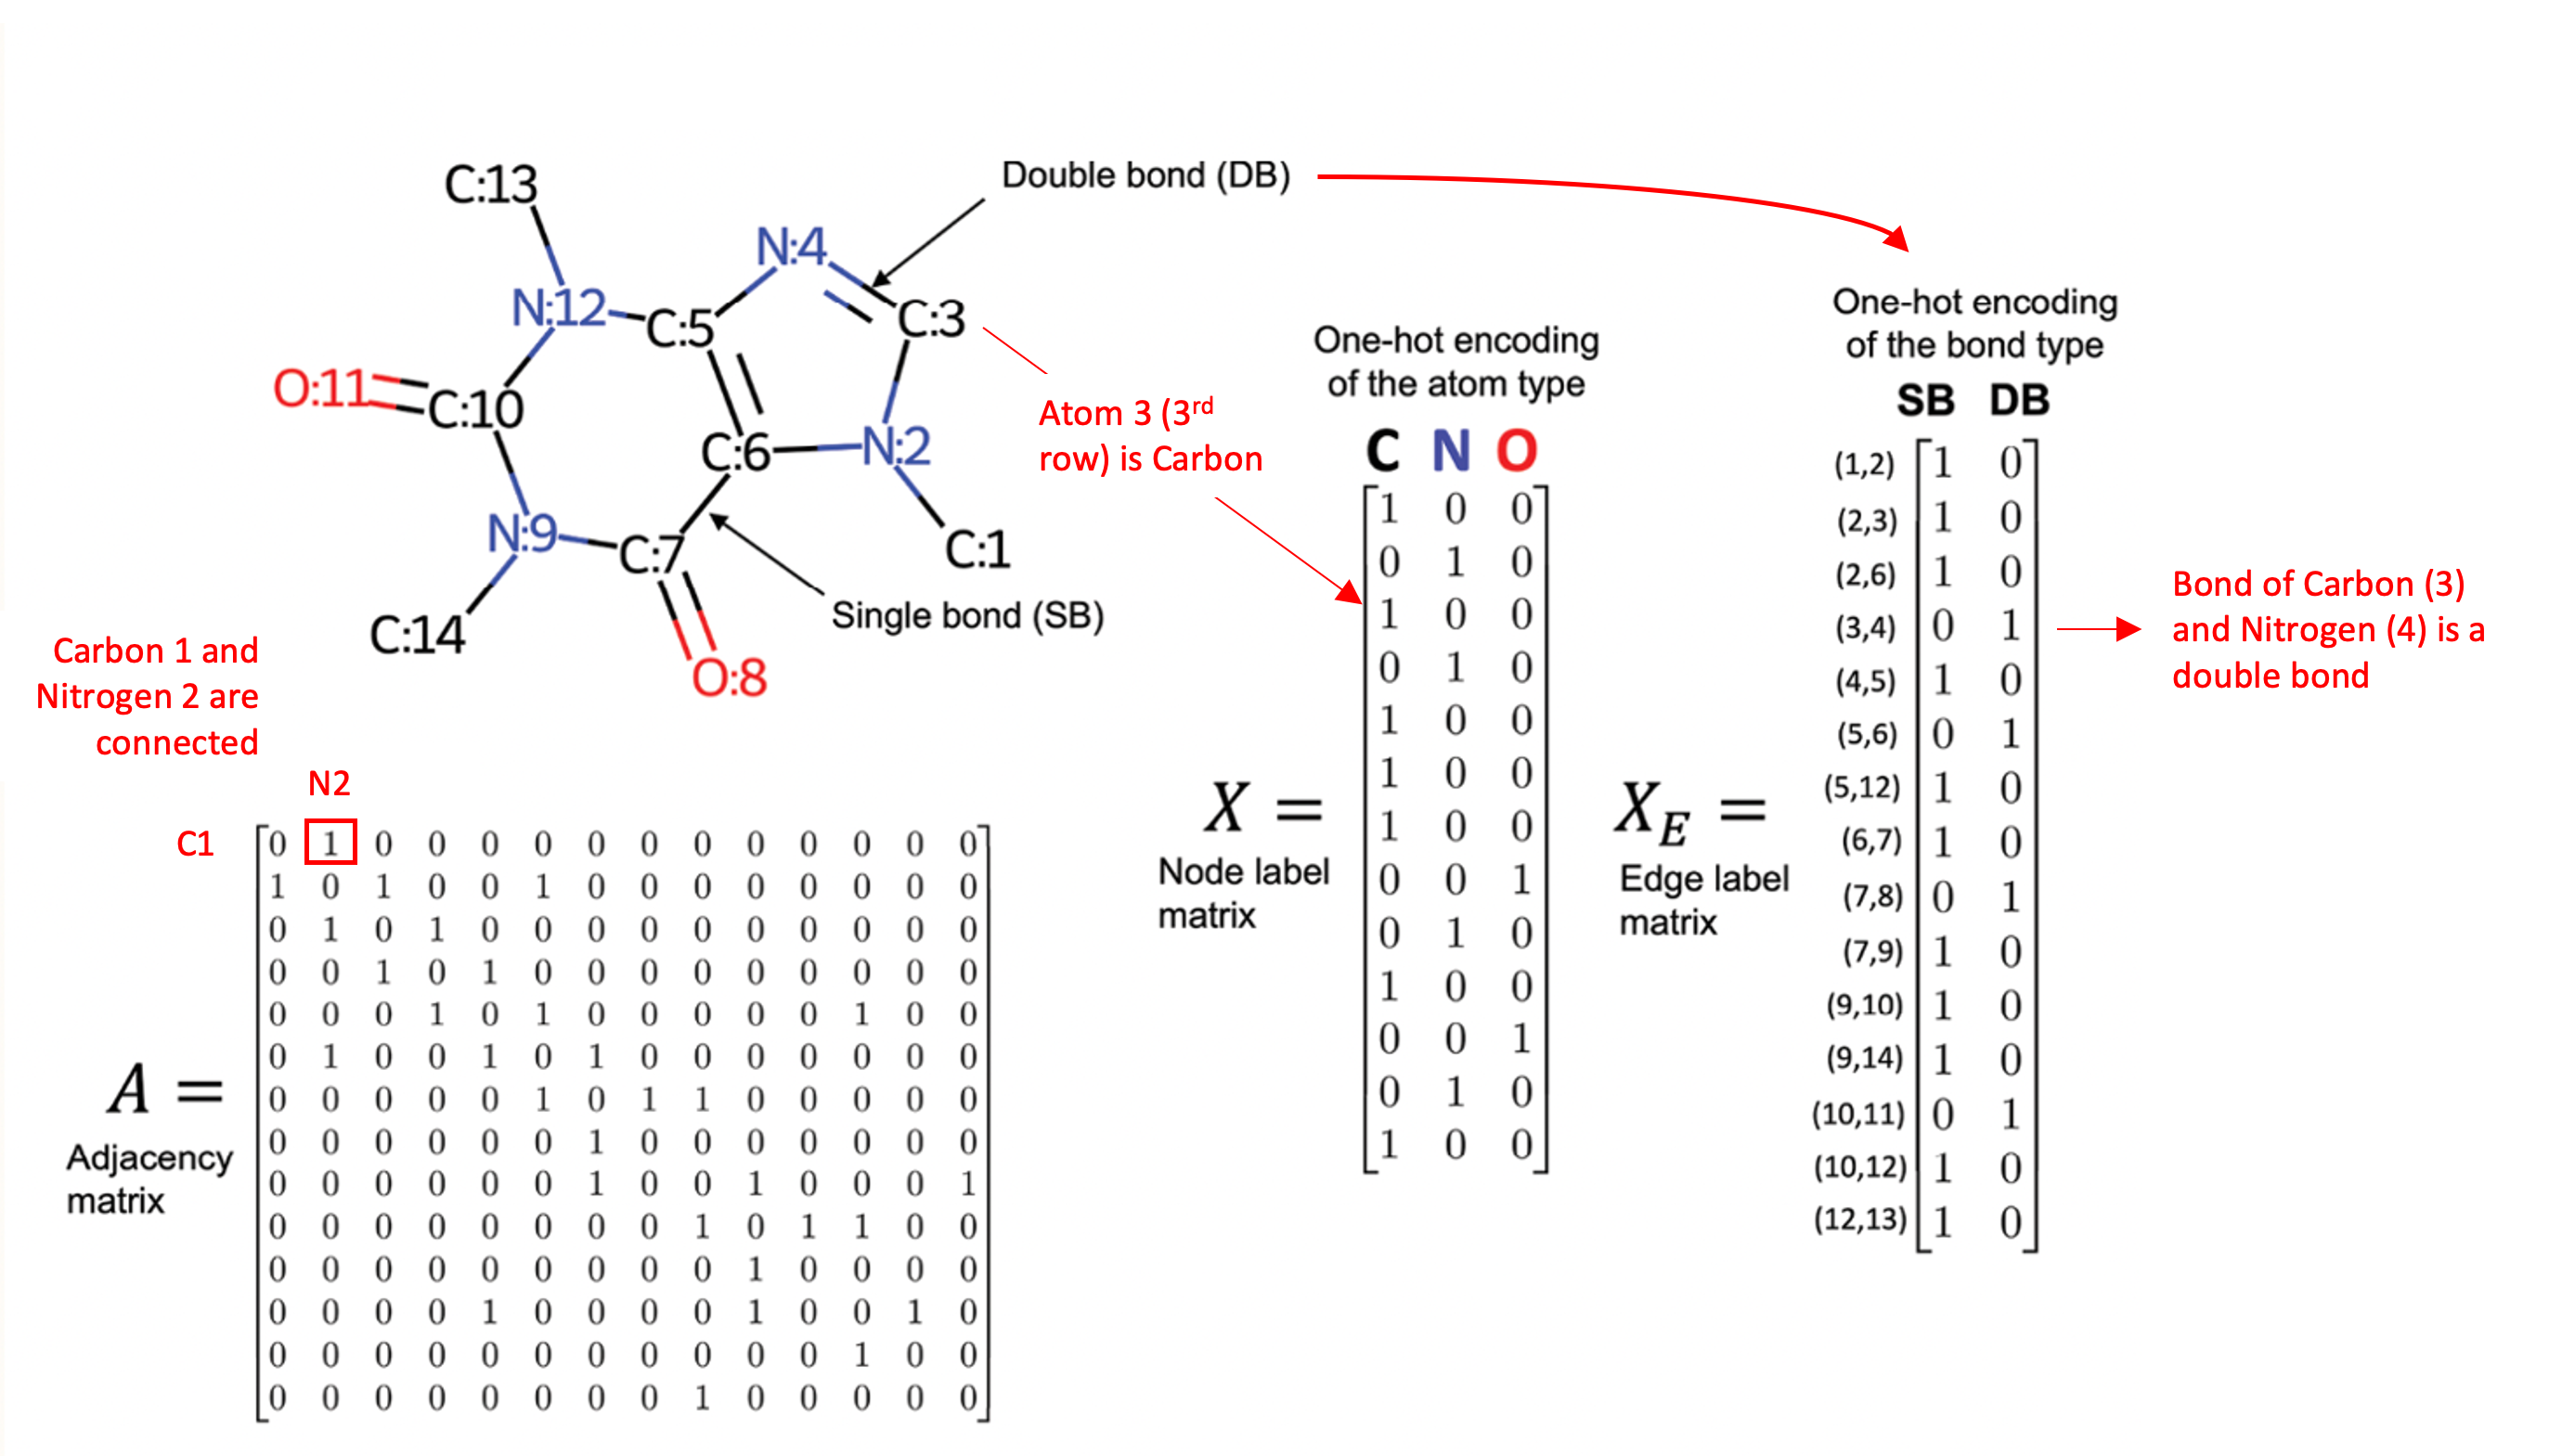 C:13
Double bond (DB)
N:4
N:12
C:5
C:3
O:11
C:10
C:6
N:2
N:9
C:7
C:1
C:14
Single bond (SB)
O:8
Atom 3 (3rd
row) is Carbon
One-hot encoding
of the atom type
C N O
X =
Node label
matrix
1 0 0
0 1 0
1 0 0
0 1 0
1 0 0
1 0 0
1 0 0
0 0 1
0 1 0
1 0 0
0 0 1
0 1 0
1 0 0
One-hot encoding
of the bond type
SB DB
X_E =
Edge label
matrix
(1,2) 1 0
(2,3) 1 0
(2,6) 1 0
(3,4) 0 1
(4,5) 1 0
(5,6) 0 1
(5,12) 1 0
(6,7) 1 0
(7,8) 0 1
(7,9) 1 0
(9,10) 1 0
(9,14) 1 0
(10,11) 0 1
(10,12) 1 0
(12,13) 1 0
Bond of Carbon (3)
and Nitrogen (4) is a
double bond
Carbon 1 and
Nitrogen 2 are
connected
N2
C1
A =
Adjacency
matrix
0 1 0 0 0 0 0 0 0 0 0 0 0 0
1 0 1 0 0 1 0 0 0 0 0 0 0 0
0 1 0 1 0 0 0 0 0 0 0 0 0 0
0 0 1 0 1 0 0 0 0 0 0 0 0 0
0 0 0 1 0 1 0 0 0 0 0 1 0 0
0 1 0 0 1 0 1 0 0 0 0 0 0 0
0 0 0 0 0 1 0 1 1 0 0 0 0 0
0 0 0 0 0 0 1 0 0 0 0 0 0 0
0 0 0 0 0 0 1 0 0 1 0 0 0 1
0 0 0 0 0 0 0 0 1 0 1 1 0 0
0 0 0 0 0 0 0 0 0 1 0 0 0 0
0 0 0 0 1 0 0 0 0 1 0 0 1 0
0 0 0 0 0 0 0 0 0 0 0 1 0 0
0 0 0 0 0 0 0 0 1 0 0 0 0 0